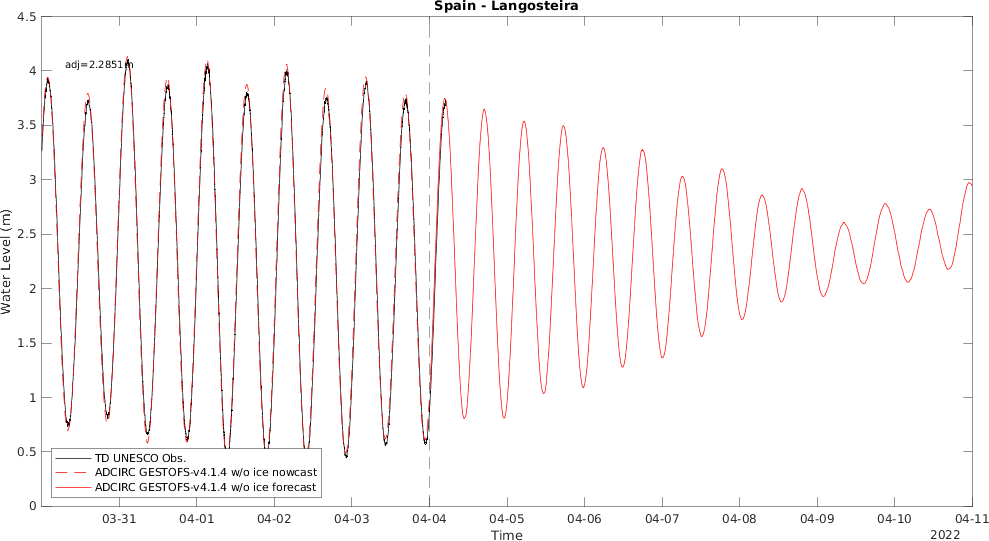 Spain - Langosteira
4.5
4
3.5
3
2.5
2
1.5
1
0.5
0
Water Level (m)
adj=2.2851 m
TD UNESCO Obs.
ADCIRC GESTOFS-v4.1.4 w/o ice nowcast
ADCIRC GESTOFS-v4.1.4 w/o ice forecast
03-31 04-01 04-02 04-03 04-04 04-05 04-06 04-07 04-08 04-09 04-10 04-11
Time
2022